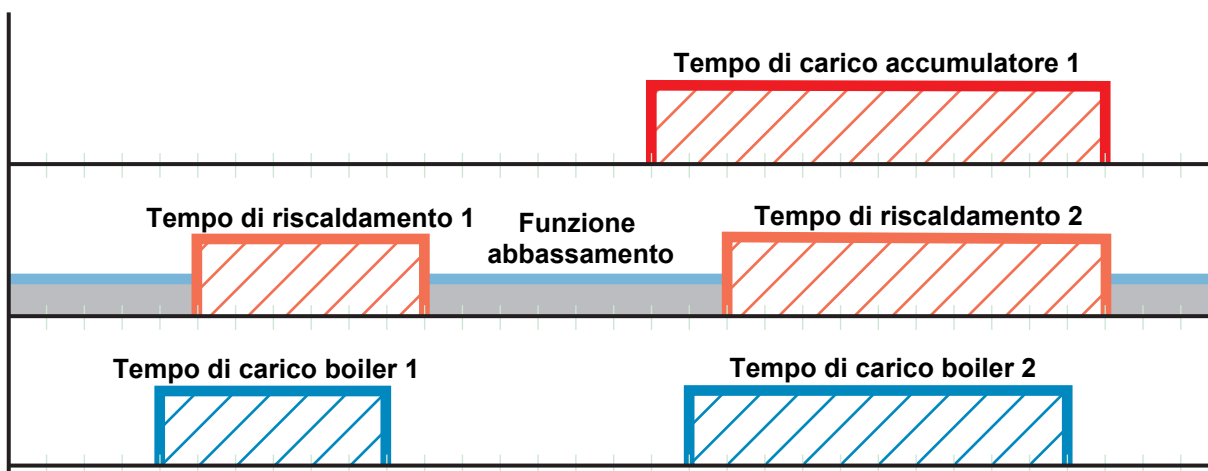 Tempo di carico accumulatore 1
Tempo di riscaldamento 1
Funzione
abbassamento
Tempo di riscaldamento 2
Tempo di carico boiler 1
Tempo di carico boiler 2